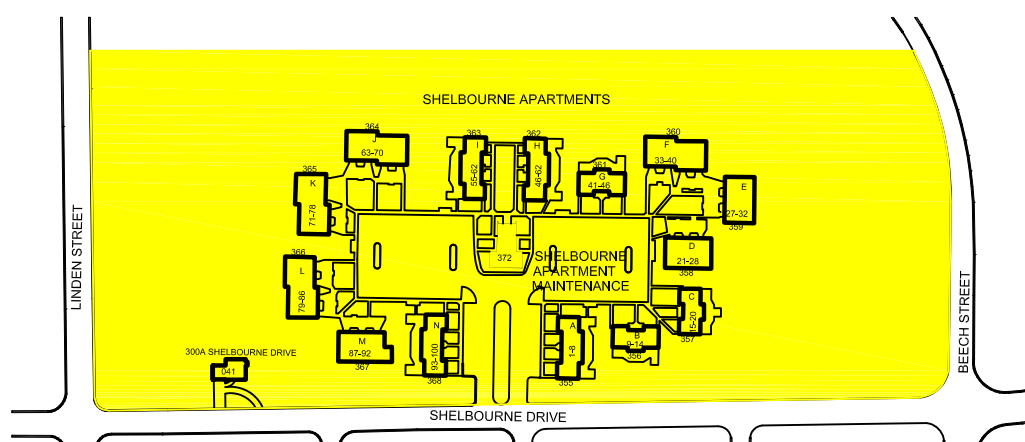 SHELBOURNE APARTMENTS
364
J
63-70
363
I
55-62
362
H
46-62
360
F
33-40
361
G
41-46
365
K
71-78
E
27-32
359
D
21-28
358
372
SHELBOURNE
APARTMENT
MAINTENANCE
366
L
79-86
C
15-20
357
N
93-100
368
A
1-8
355
B
9-14
356
M
87-92
367
300A SHELBOURNE DRIVE
041
LINDEN STREET
BEECH STREET
SHELBOURNE DRIVE